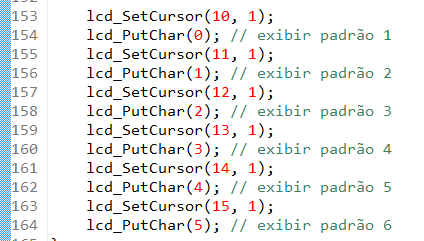 153 lcd_SetCursor(10, 1);
154 lcd_PutChar(0); // exibir padrão 1
155 lcd_SetCursor(11, 1);
156 lcd_PutChar(1); // exibir padrão 2
157 lcd_SetCursor(12, 1);
158 lcd_PutChar(2); // exibir padrão 3
159 lcd_SetCursor(13, 1);
160 lcd_PutChar(3); // exibir padrão 4
161 lcd_SetCursor(14, 1);
162 lcd_PutChar(4); // exibir padrão 5
163 lcd_SetCursor(15, 1);
164 lcd_PutChar(5); // exibir padrão 6